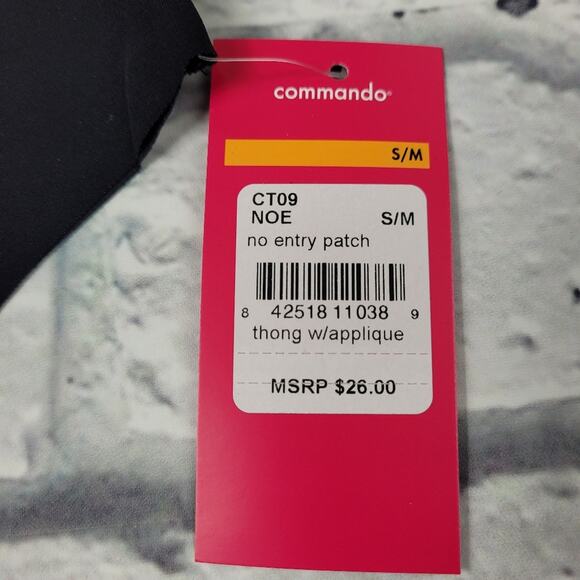 commando®
S/M
CT09
NOE S/M
no entry patch
8 42518 11038 9
thong w/applique
MSRP $26.00